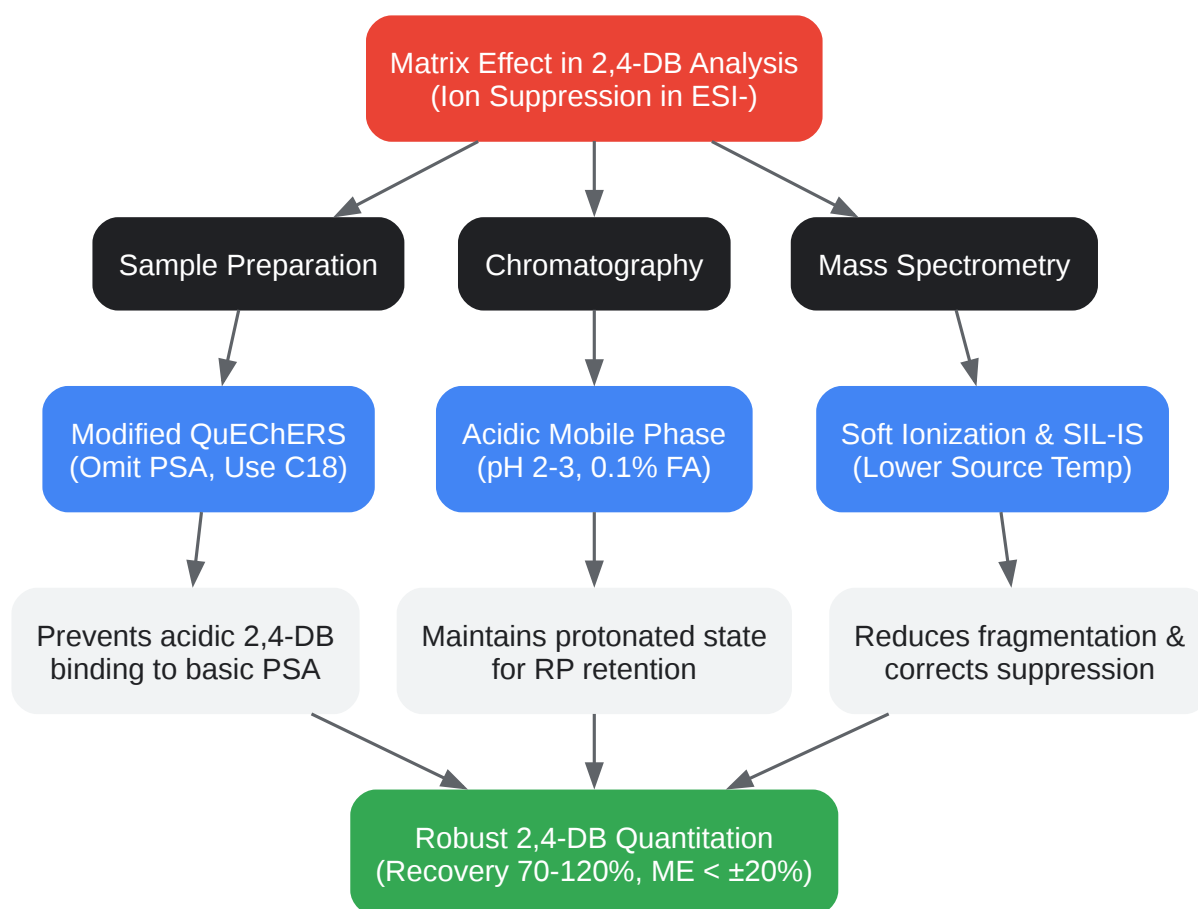 Matrix Effect in 2,4-DB Analysis
(Ion Suppression in ESI-)
Sample Preparation
Chromatography
Mass Spectrometry
Modified QuEChERS
(Omit PSA, Use C18)
Acidic Mobile Phase
(pH 2-3, 0.1% FA)
Soft Ionization & SIL-IS
(Lower Source Temp)
Prevents acidic 2,4-DB
binding to basic PSA
Maintains protonated state
for RP retention
Reduces fragmentation &
corrects suppression
Robust 2,4-DB Quantitation
(Recovery 70-120%, ME < ±20%)